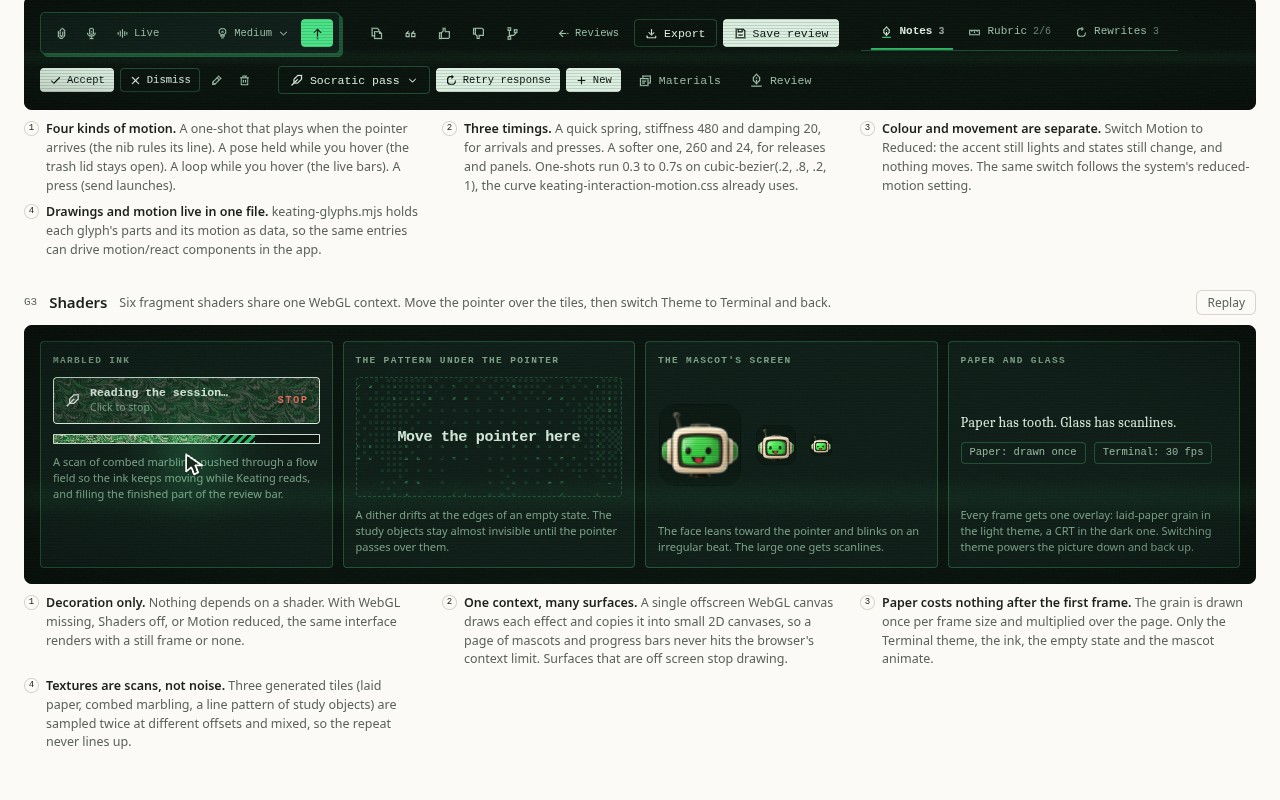 Live
Medium
Reviews
Export
Save review
Notes 3
Rubric 2/6
Rewrites 3
Accept
Dismiss
Socratic pass
Retry response
New
Materials
Review
1 Four kinds of motion. A one-shot that plays when the pointer
arrives (the nib rules its line). A pose held while you hover (the
trash lid stays open). A loop while you hover (the live bars). A
press (send launches).
2 Three timings. A quick spring, stiffness 480 and damping 20,
for arrivals and presses. A softer one, 260 and 24, for releases
and panels. One-shots run 0.3 to 0.7s on cubic-bezier(.2, .8, .2,
1), the curve keating-interaction-motion.css already uses.
3 Colour and movement are separate. Switch Motion to
Reduced: the accent still lights and states still change, and
nothing moves. The same switch follows the system's reduced-
motion setting.
4 Drawings and motion live in one file. keating-glyphs.mjs holds
each glyph's parts and its motion as data, so the same entries
can drive motion/react components in the app.
G3 Shaders Six fragment shaders share one WebGL context. Move the pointer over the tiles, then switch Theme to Terminal and back.
Replay
MARBLED INK
Reading the session…
Click to stop.
STOP
A scan of combed marbling pushed through a flow
field so the ink keeps moving while Keating reads,
and filling the finished part of the review bar.
THE PATTERN UNDER THE POINTER
Move the pointer here
A dither drifts at the edges of an empty state. The
study objects stay almost invisible until the pointer
passes over them.
THE MASCOT'S SCREEN
The face leans toward the pointer and blinks on an
irregular beat. The large one gets scanlines.
PAPER AND GLASS
Paper has tooth. Glass has scanlines.
Paper: drawn once
Terminal: 30 fps
Every frame gets one overlay: laid-paper grain in
the light theme, a CRT in the dark one. Switching
theme powers the picture down and back up.
1 Decoration only. Nothing depends on a shader. With WebGL
missing, Shaders off, or Motion reduced, the same interface
renders with a still frame or none.
2 One context, many surfaces. A single offscreen WebGL canvas
draws each effect and copies it into small 2D canvases, so a
page of mascots and progress bars never hits the browser's
context limit. Surfaces that are off screen stop drawing.
3 Paper costs nothing after the first frame. The grain is drawn
once per frame size and multiplied over the page. Only the
Terminal theme, the ink, the empty state and the mascot
animate.
4 Textures are scans, not noise. Three generated tiles (laid
paper, combed marbling, a line pattern of study objects) are
sampled twice at different offsets and mixed, so the repeat
never lines up.